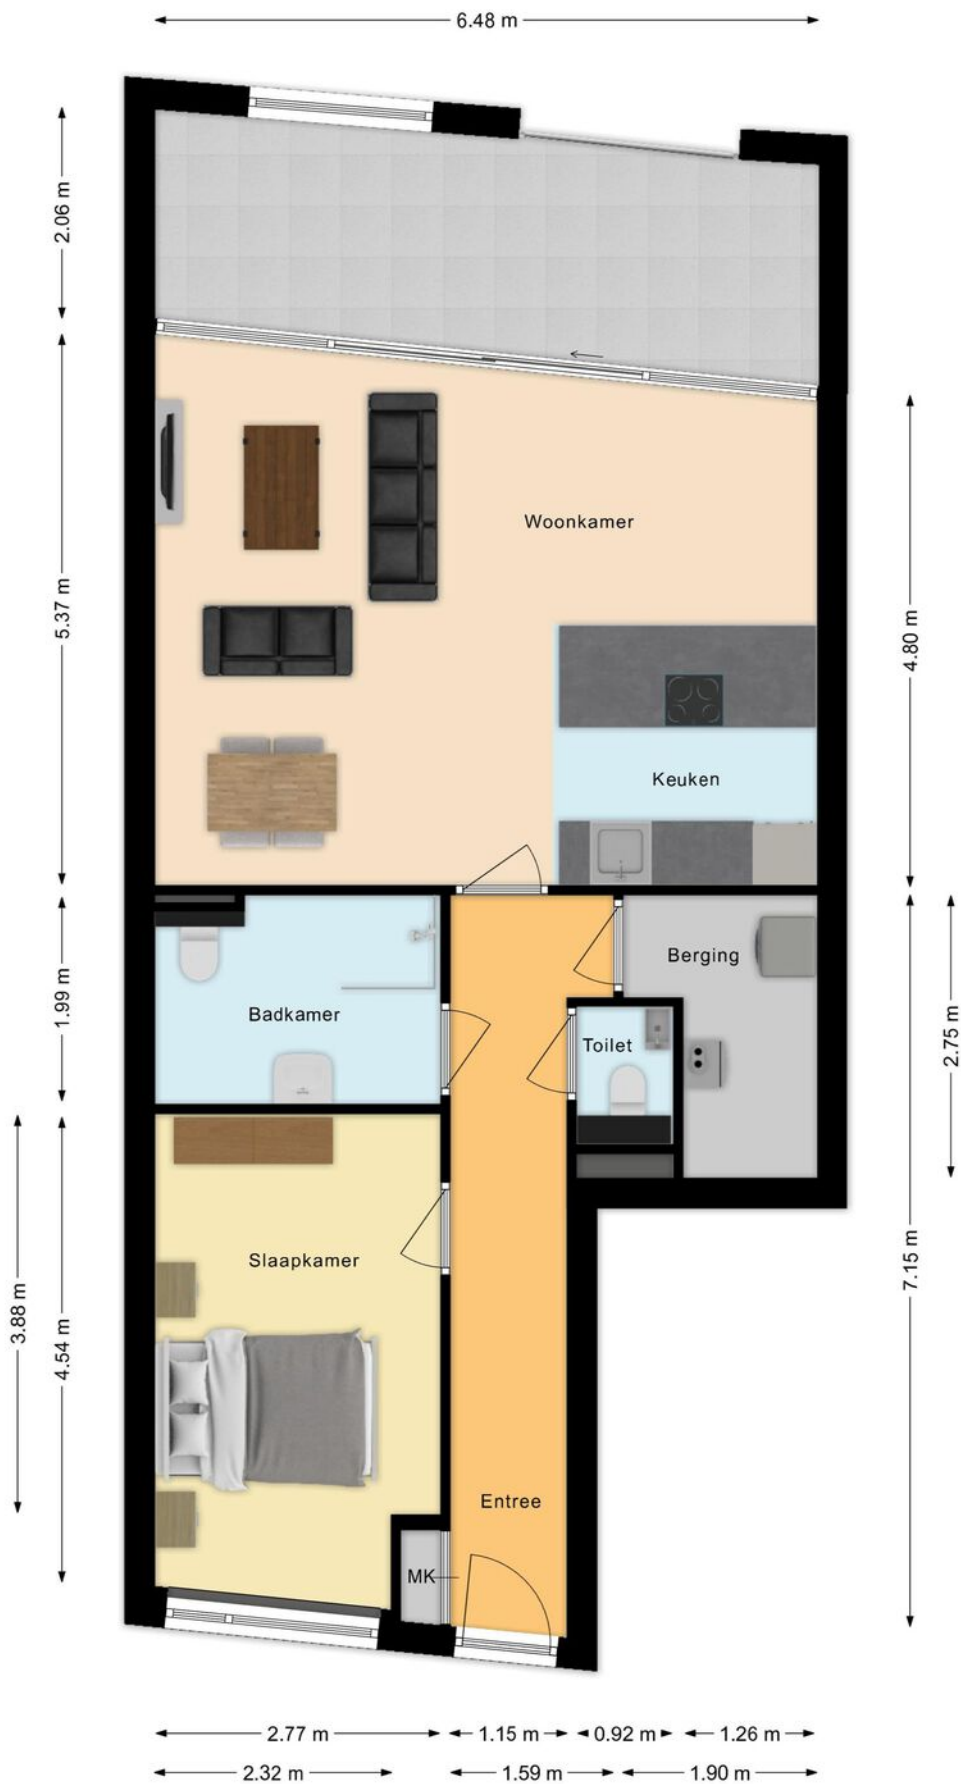 6.48 m
2.06 m
5.37 m
Woonkamer
4.80 m
Keuken
1.99 m
Badkamer
Berging
Toilet
2.75 m
Slaapkamer
3.88 m
4.54 m
7.15 m
Entree
MK
2.77 m
1.15 m
0.92 m
1.26 m
2.32 m
1.59 m
1.90 m